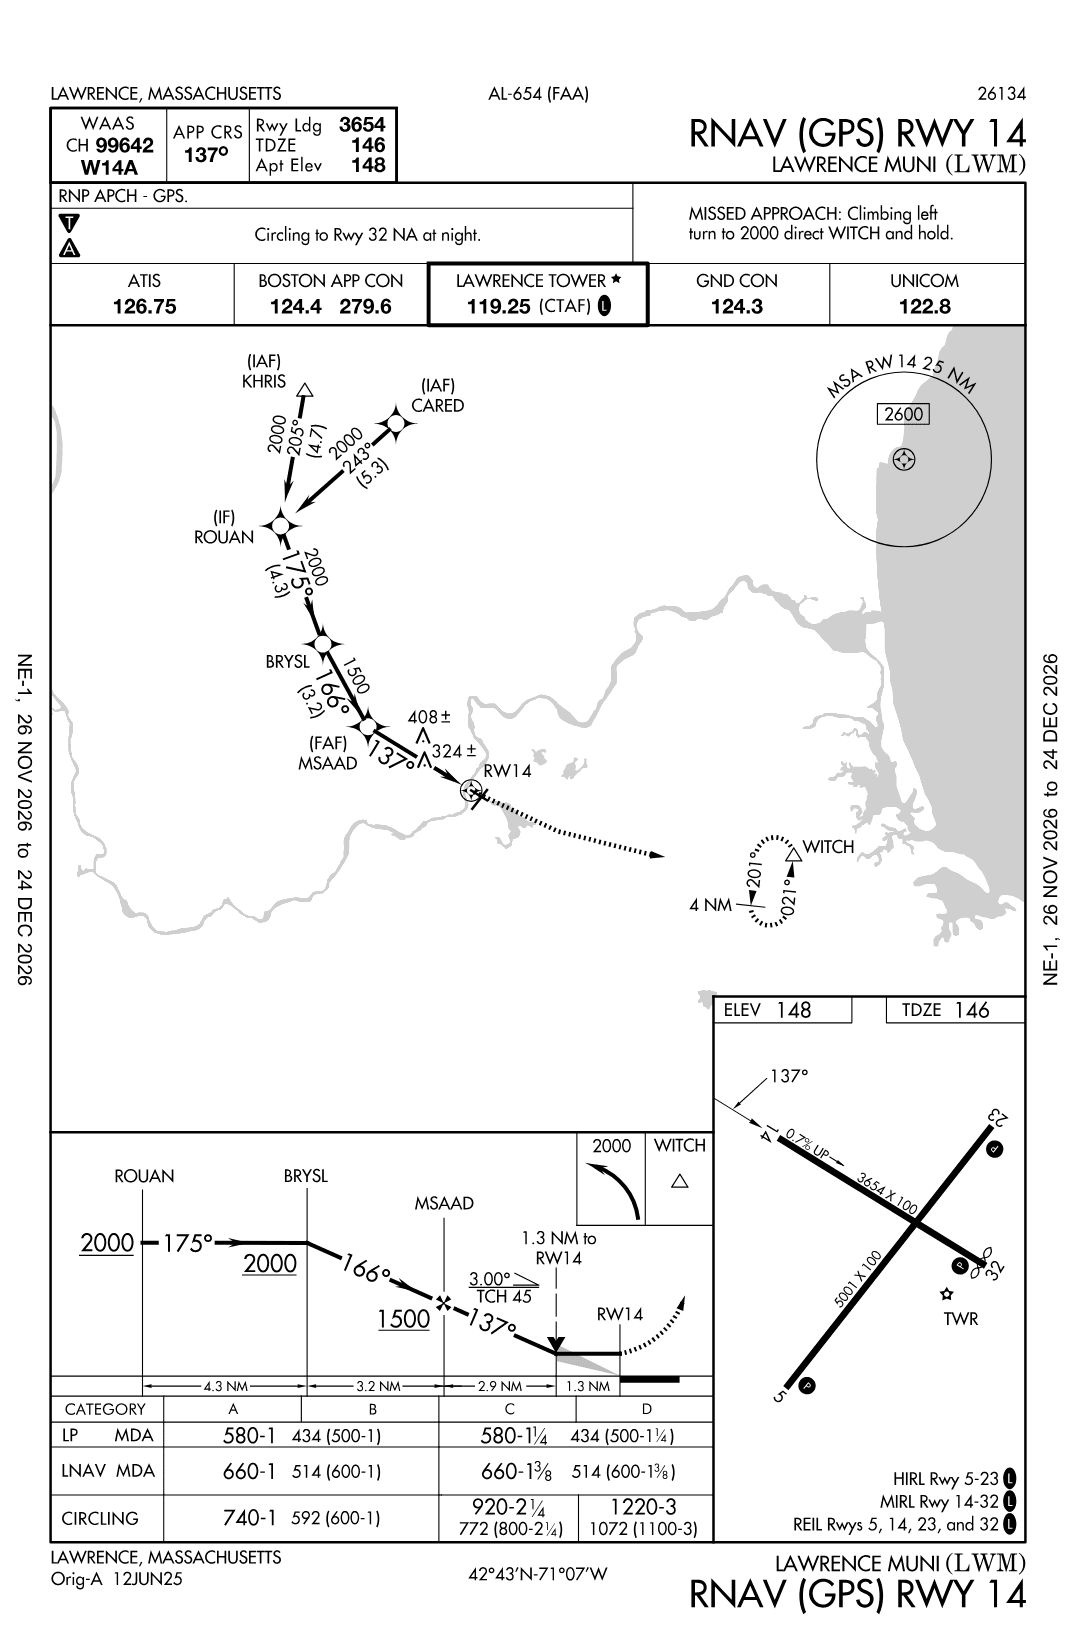 LAWRENCE, MASSACHUSETTS
AL-654 (FAA)
26134
WAAS
CH 99642
W14A
APP CRS
137°
Rwy Ldg 3654
TDZE 146
Apt Elev 148
RNAV (GPS) RWY 14
LAWRENCE MUNI (LWM)
RNP APCH - GPS.
T
A
Circling to Rwy 32 NA at night.
MISSED APPROACH: Climbing left
turn to 2000 direct WITCH and hold.
ATIS
126.75
BOSTON APP CON
124.4 279.6
LAWRENCE TOWER ★
119.25 (CTAF) L
GND CON
124.3
UNICOM
122.8
(IAF)
KHRIS
(IAF)
CARED
2000
205°
(4.7)
2000
243°
(5.3)
MSA RW 14 25 NM
2600
(IF)
ROUAN
2000
175°
(4.3)
BRYSL
1500
166°
(3.2)
(FAF)
MSAAD
137°
408±
324±
RW14
WITCH
201°
021°
4 NM
NE-1, 26 NOV 2026 to 24 DEC 2026
NE-1, 26 NOV 2026 to 24 DEC 2026
ELEV 148
TDZE 146
137°
14
0.7% UP
3654 X 100
23
P
5001 X 100
P
32
TWR
5
P
HIRL Rwy 5-23 L
MIRL Rwy 14-32 L
REIL Rwys 5, 14, 23, and 32 L
2000
WITCH
ROUAN
BRYSL
MSAAD
1.3 NM to
RW14
2000
175°
2000
166°
3.00°
TCH 45
RW14
1500
137°
4.3 NM
3.2 NM
2.9 NM
1.3 NM
CATEGORY A B C D
LP MDA 580-1 434 (500-1) 580-1¼ 434 (500-1¼)
LNAV MDA 660-1 514 (600-1) 660-1⅜ 514 (600-1⅜)
CIRCLING 740-1 592 (600-1) 920-2¼ 1220-3
772 (800-2¼) 1072 (1100-3)
LAWRENCE, MASSACHUSETTS
Orig-A 12JUN25
42°43'N-71°07'W
LAWRENCE MUNI (LWM)
RNAV (GPS) RWY 14